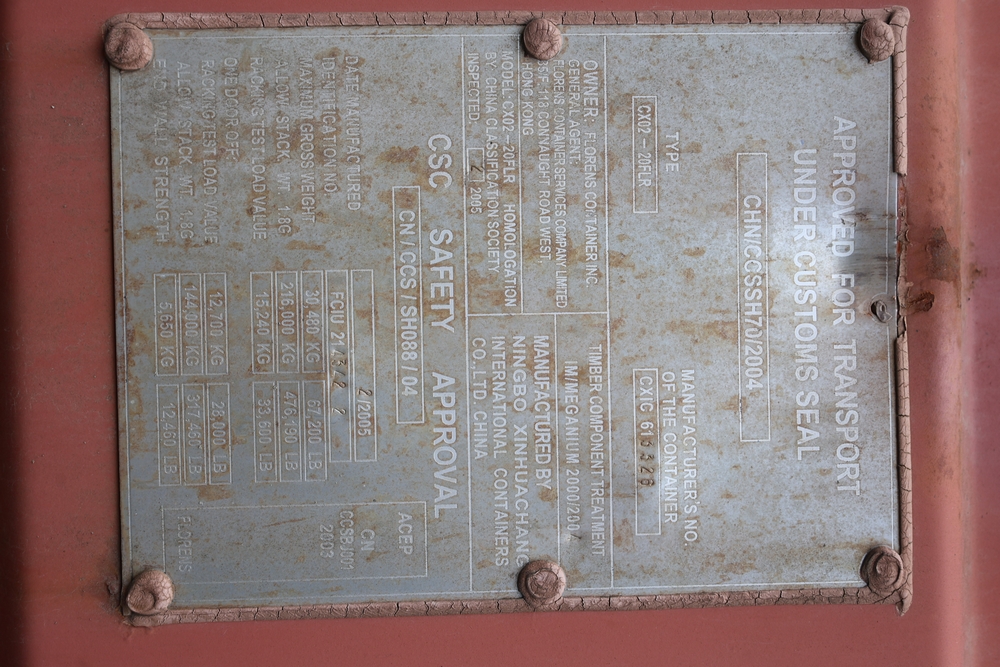 APPROVED FOR TRANSPORT
UNDER CUSTOMS SEAL
CHN/CCSSH70/2004
TYPE
CX02 – 20FLR
MANUFACTURER'S NO.
OF THE CONTAINER
CXIC 613326
OWNER: FLORENS CONTAINER INC.
GENERAL AGENT:
FLORENS CONTAINER SERVICES COMPANY LIMITED
35/F 113 CONNAUGHT ROAD WEST,
HONG KONG
TIMBER COMPONENT TREATMENT
IM/MEGANIUM 2000/2004
MODEL: CX02 – 20FLR HOMOLOGATION
BY: CHINA CLASSIFICATION SOCIETY
INSPECTED: 2 2005
MANUFACTURED BY
NINGBO XINHUACHANG
INTERNATIONAL CONTAINERS
CO., LTD. CHINA
CSC SAFETY APPROVAL
CN / CCS / SH088 / 04
DATE MANUFACTURED 2/2005
IDENTIFICATION NO. FCIU
MAXIMUM GROSS WEIGHT 30,480 KG 67,200 LB
ALLOW. STACK. WT. 1.8G 216,000 KG 476,190 LB
RACKING TEST LOAD VALUE 15,240 KG 33,600 LB
ONE DOOR OFF:
RACKING TEST LOAD VALUE 12,700 KG 28,000 LB
ALLOW. STACK. WT. 1.8G 144,000 KG 317,460 LB
END WALL STRENGTH 5,650 KG 12,460 LB
ACEP
CN
CCSBJ001
2003
FLORENS